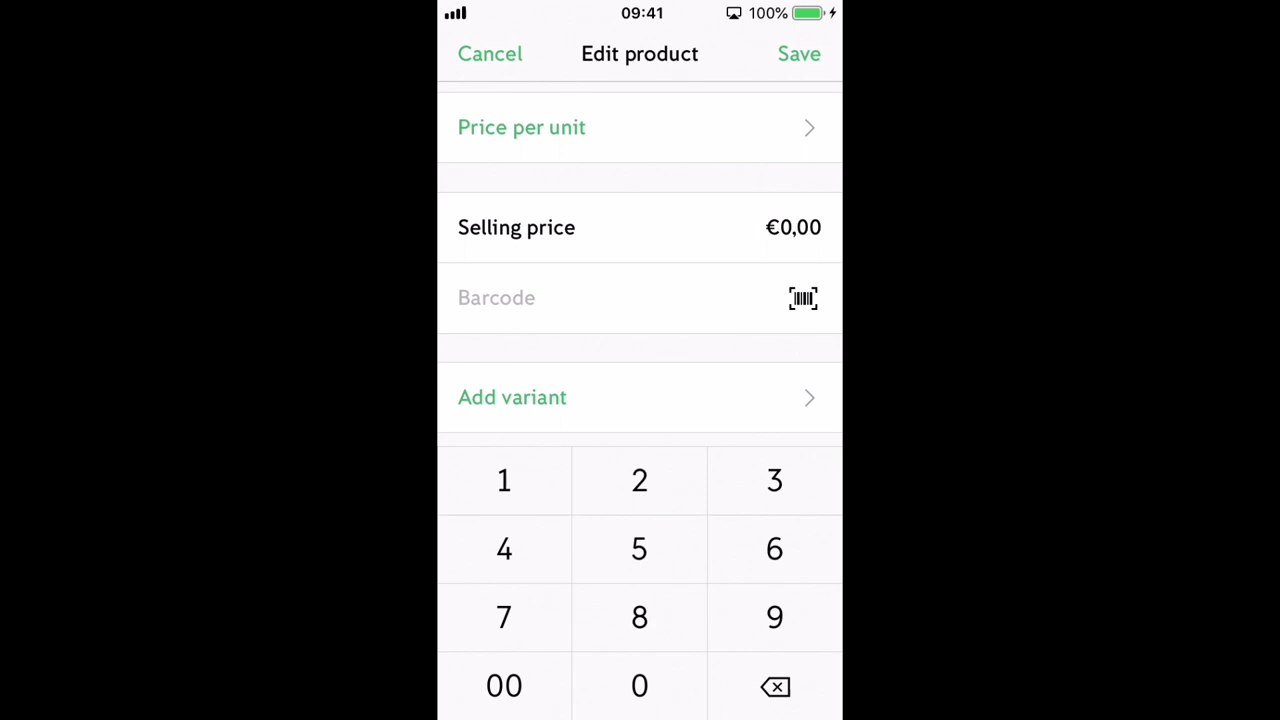 09:41 100%
Cancel Edit product Save
Price per unit
Selling price €0,00
Barcode
Add variant
1 2 3
4 5 6
7 8 9
00 0